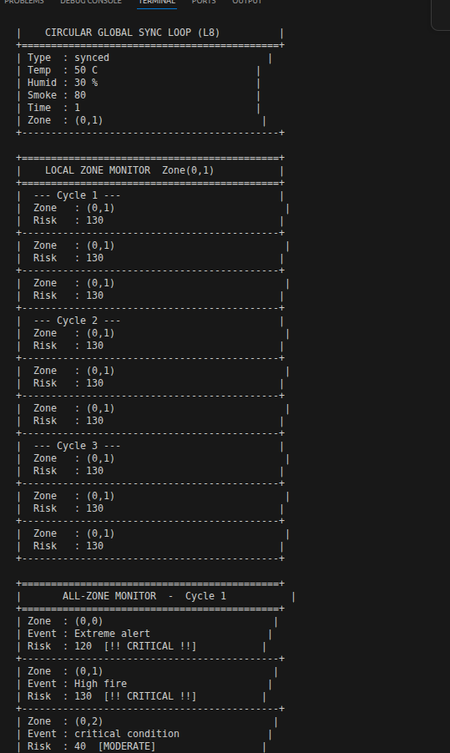 PROBLEMS DEBUG CONSOLE TERMINAL PORTS OUTPUT
| CIRCULAR GLOBAL SYNC LOOP (L8) |
+============================================+
| Type : synced |
| Temp : 50 C |
| Humid : 30 % |
| Smoke : 80 |
| Time : 1 |
| Zone : (0,1) |
+--------------------------------------------+
+============================================+
| LOCAL ZONE MONITOR Zone(0,1) |
+============================================+
| --- Cycle 1 --- |
| Zone : (0,1) |
| Risk : 130 |
+--------------------------------------------+
| Zone : (0,1) |
| Risk : 130 |
+--------------------------------------------+
| Zone : (0,1) |
| Risk : 130 |
+--------------------------------------------+
| --- Cycle 2 --- |
| Zone : (0,1) |
| Risk : 130 |
+--------------------------------------------+
| Zone : (0,1) |
| Risk : 130 |
+--------------------------------------------+
| Zone : (0,1) |
| Risk : 130 |
+--------------------------------------------+
| --- Cycle 3 --- |
| Zone : (0,1) |
| Risk : 130 |
+--------------------------------------------+
| Zone : (0,1) |
| Risk : 130 |
+--------------------------------------------+
| Zone : (0,1) |
| Risk : 130 |
+--------------------------------------------+
+============================================+
| ALL-ZONE MONITOR - Cycle 1 |
+============================================+
| Zone : (0,0) |
| Event : Extreme alert |
| Risk : 120 [!! CRITICAL !!] |
+--------------------------------------------+
| Zone : (0,1) |
| Event : High fire |
| Risk : 130 [!! CRITICAL !!] |
+--------------------------------------------+
| Zone : (0,2) |
| Event : critical condition |
| Risk : 40 [MODERATE] |